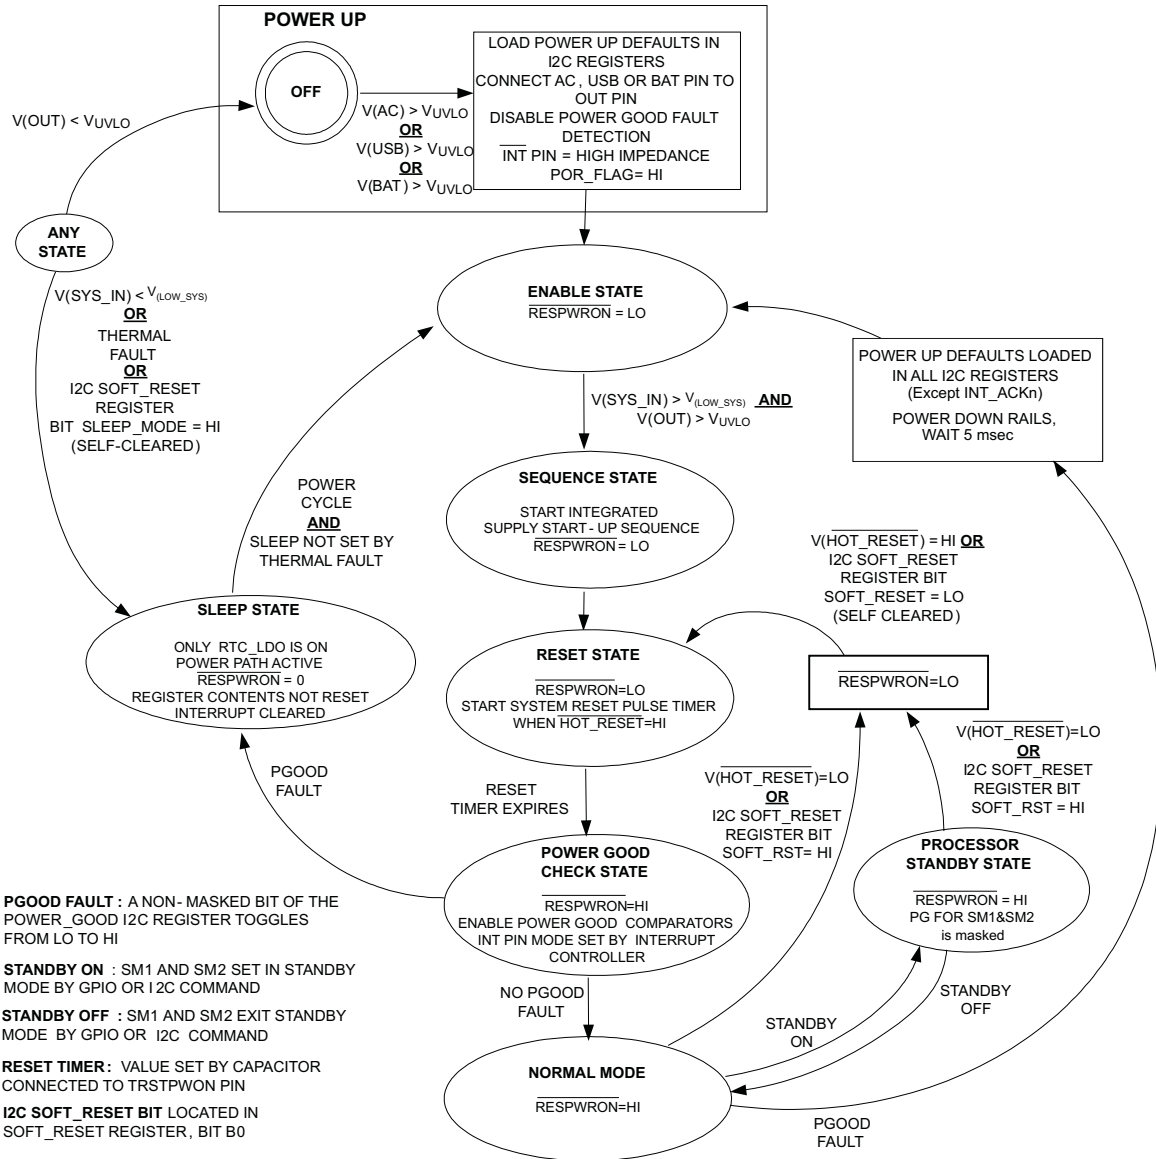 POWER UP
OFF
V(AC) > VUVLO
OR
V(USB) > VUVLO
OR
V(BAT) > VUVLO
LOAD POWER UP DEFAULTS IN
I2C REGISTERS
CONNECT AC, USB OR BAT PIN TO
OUT PIN
DISABLE POWER GOOD FAULT
DETECTION
INT PIN = HIGH IMPEDANCE
POR_FLAG= HI
V(OUT) < VUVLO
ANY
STATE
V(SYS_IN) < V(LOW_SYS)
OR
THERMAL
FAULT
OR
I2C SOFT_RESET
REGISTER
BIT SLEEP_MODE = HI
(SELF-CLEARED)
ENABLE STATE
RESPWRON = LO
V(SYS_IN) > V(LOW_SYS) AND
V(OUT) > VUVLO
POWER UP DEFAULTS LOADED
IN ALL I2C REGISTERS
(Except INT_ACKn)
POWER DOWN RAILS,
WAIT 5 msec
POWER
CYCLE
AND
SLEEP NOT SET BY
THERMAL FAULT
SEQUENCE STATE
START INTEGRATED
SUPPLY START-UP SEQUENCE
RESPWRON = LO
V(HOT_RESET) = HI OR
I2C SOFT_RESET
REGISTER BIT
SOFT_RESET = LO
(SELF CLEARED)
SLEEP STATE
ONLY RTC_LDO IS ON
POWER PATH ACTIVE
RESPWRON = 0
REGISTER CONTENTS NOT RESET
INTERRUPT CLEARED
RESET STATE
RESPWRON=LO
START SYSTEM RESET PULSE TIMER
WHEN HOT_RESET=HI
RESPWRON=LO
PGOOD
FAULT
RESET
TIMER EXPIRES
V(HOT_RESET)=LO
OR
I2C SOFT_RESET
REGISTER BIT
SOFT_RST= HI
V(HOT_RESET)=LO
OR
I2C SOFT_RESET
REGISTER BIT
SOFT_RST = HI
POWER GOOD
CHECK STATE
RESPWRON=HI
ENABLE POWER GOOD COMPARATORS
INT PIN MODE SET BY INTERRUPT
CONTROLLER
PROCESSOR
STANDBY STATE
RESPWRON = HI
PG FOR SM1&SM2
is masked
NO PGOOD
FAULT
STANDBY
ON
STANDBY
OFF
NORMAL MODE
RESPWRON=HI
PGOOD
FAULT
PGOOD FAULT : A NON-MASKED BIT OF THE
POWER_GOOD I2C REGISTER TOGGLES
FROM LO TO HI
STANDBY ON : SM1 AND SM2 SET IN STANDBY
MODE BY GPIO OR I2C COMMAND
STANDBY OFF : SM1 AND SM2 EXIT STANDBY
MODE BY GPIO OR I2C COMMAND
RESET TIMER: VALUE SET BY CAPACITOR
CONNECTED TO TRSTPWON PIN
I2C SOFT_RESET BIT LOCATED IN
SOFT_RESET REGISTER, BIT B0